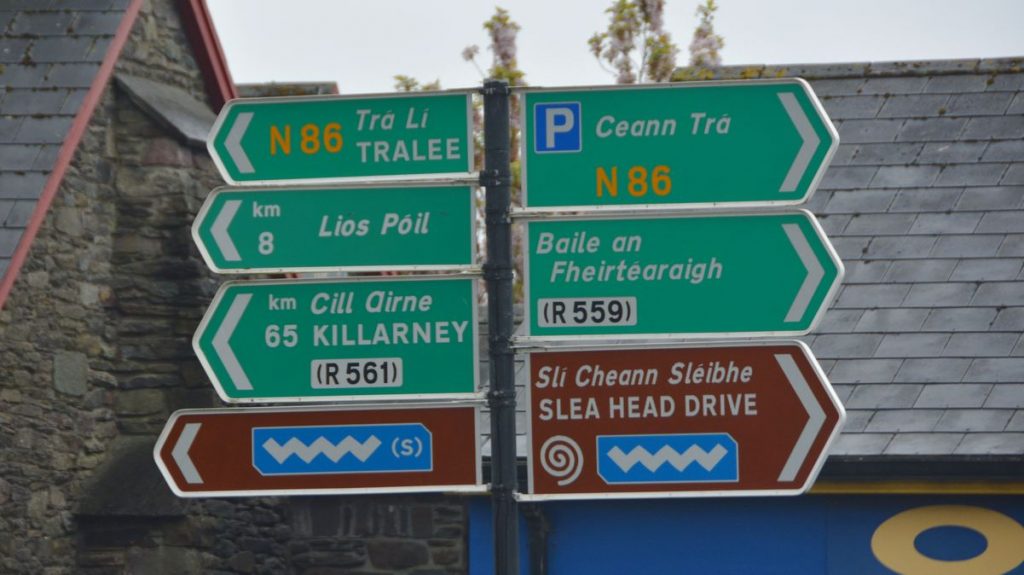 N 86 Trá Lí
TRALEE
km
8 Lios Póil
km Cill Airne
65 KILLARNEY
(R 561)
(S)
P Ceann Trá
N 86
Baile an
Fheirtéaraigh
(R 559)
Slí Cheann Sléibhe
SLEA HEAD DRIVE